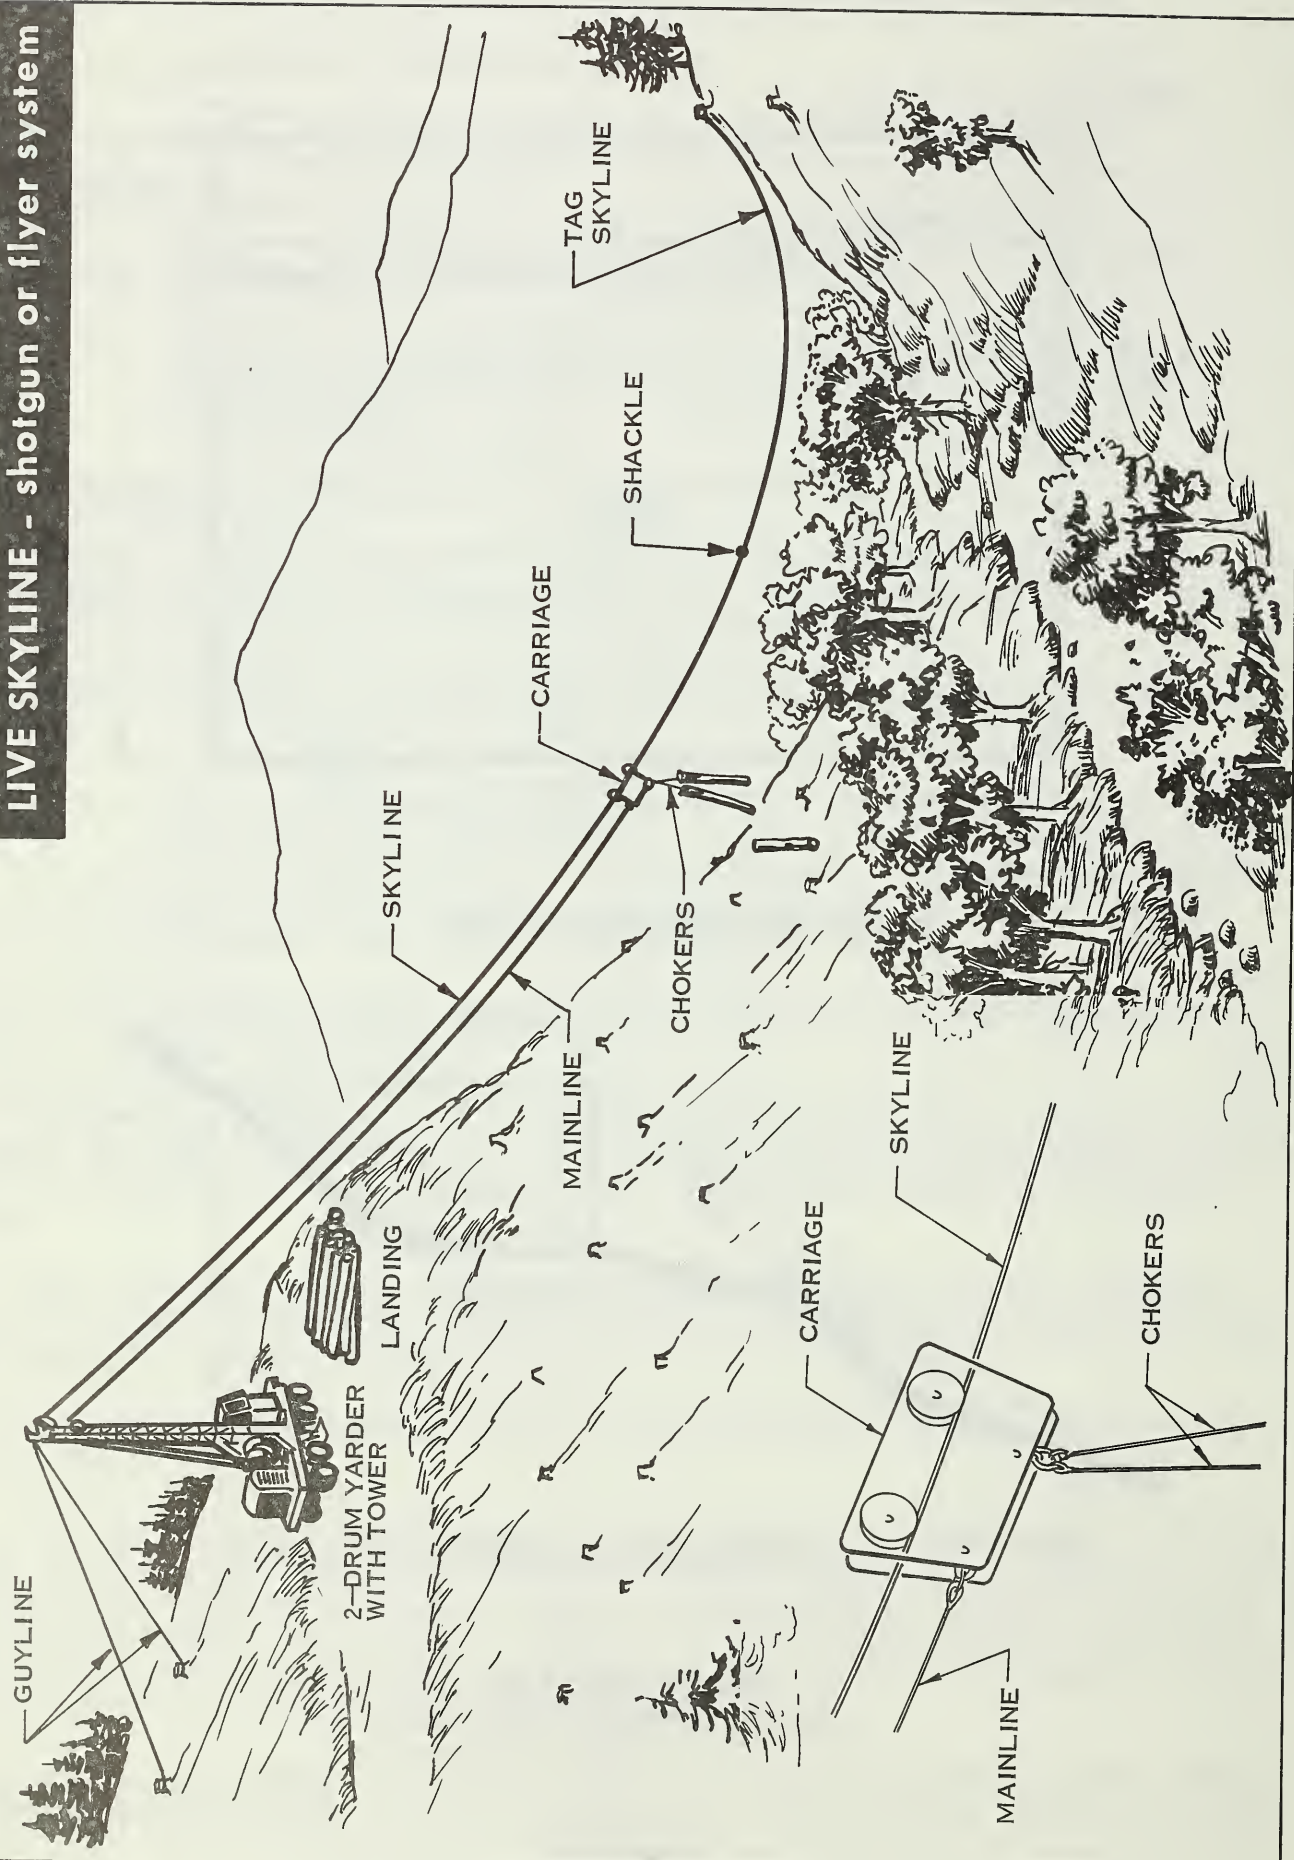 LIVE SKYLINE - shotgun or flyer system
GUYLINE
SKYLINE
CARRIAGE
SHACKLE
TAG
SKYLINE
2-DRUM YARDER
WITH TOWER
LANDING
MAINLINE
CHOKERS
CARRIAGE
SKYLINE
MAINLINE
CHOKERS